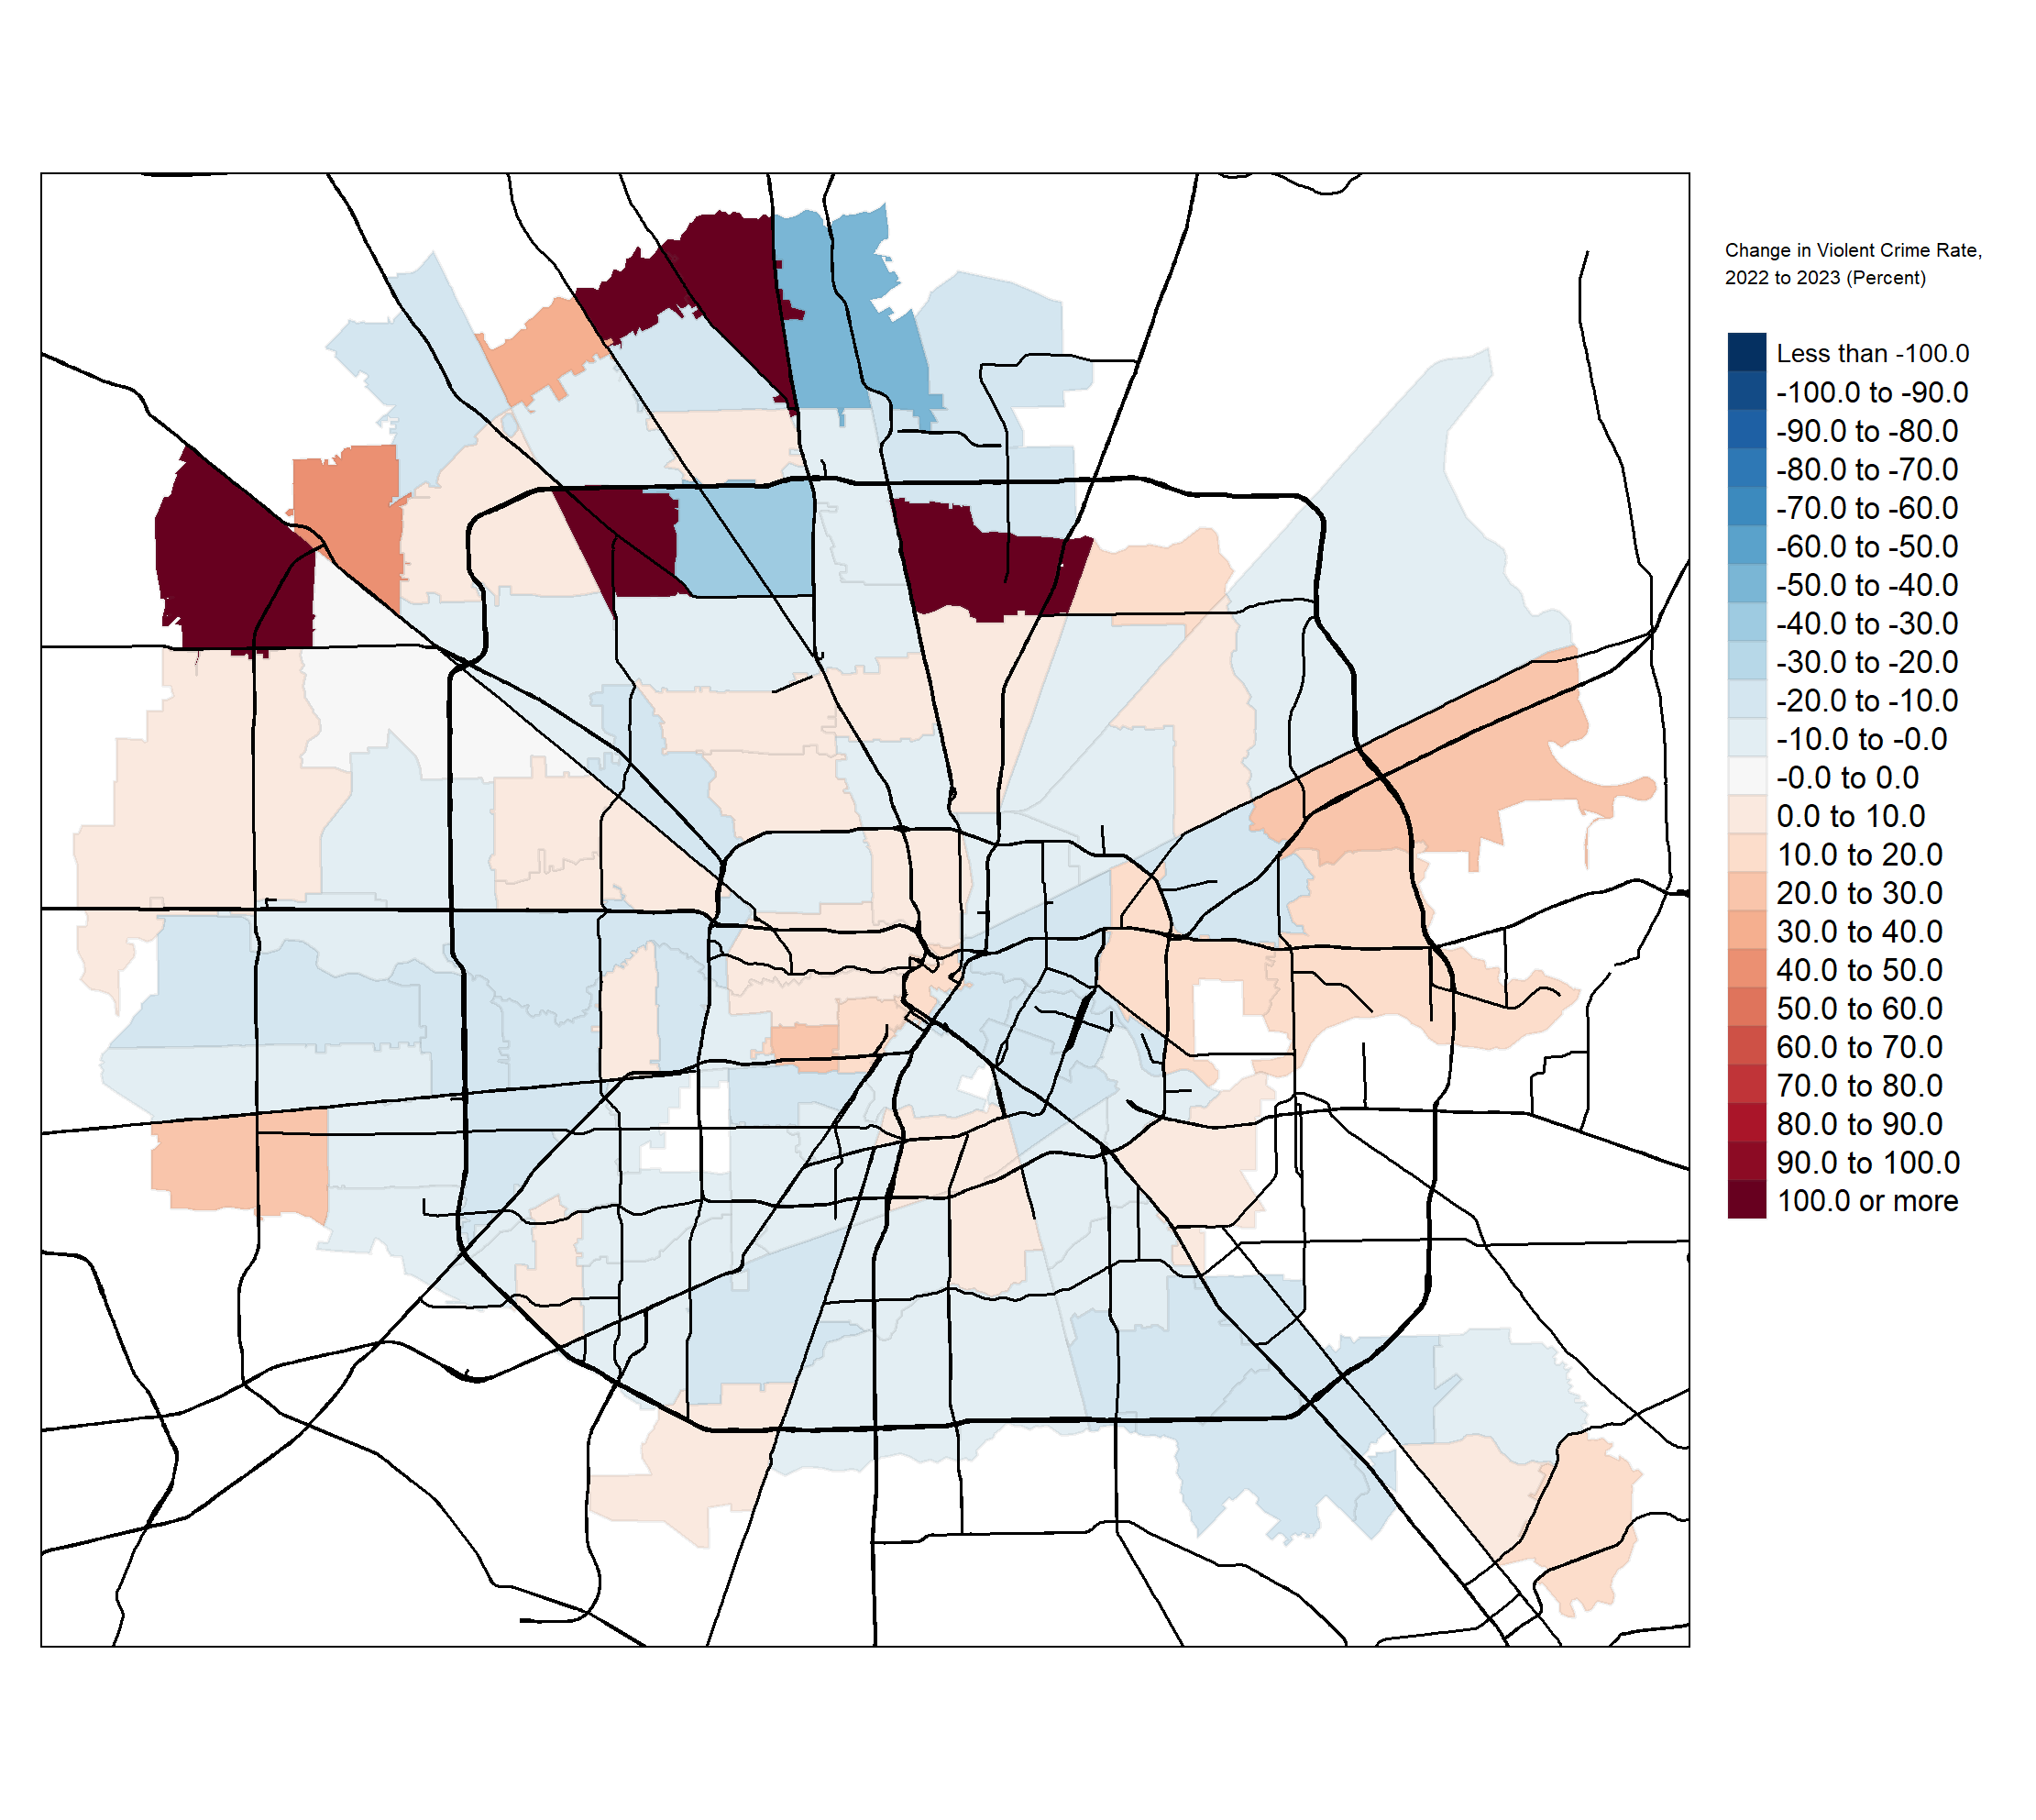 Change in Violent Crime Rate,
2022 to 2023 (Percent)
Less than -100.0
-100.0 to -90.0
-90.0 to -80.0
-80.0 to -70.0
-70.0 to -60.0
-60.0 to -50.0
-50.0 to -40.0
-40.0 to -30.0
-30.0 to -20.0
-20.0 to -10.0
-10.0 to -0.0
-0.0 to 0.0
0.0 to 10.0
10.0 to 20.0
20.0 to 30.0
30.0 to 40.0
40.0 to 50.0
50.0 to 60.0
60.0 to 70.0
70.0 to 80.0
80.0 to 90.0
90.0 to 100.0
100.0 or more